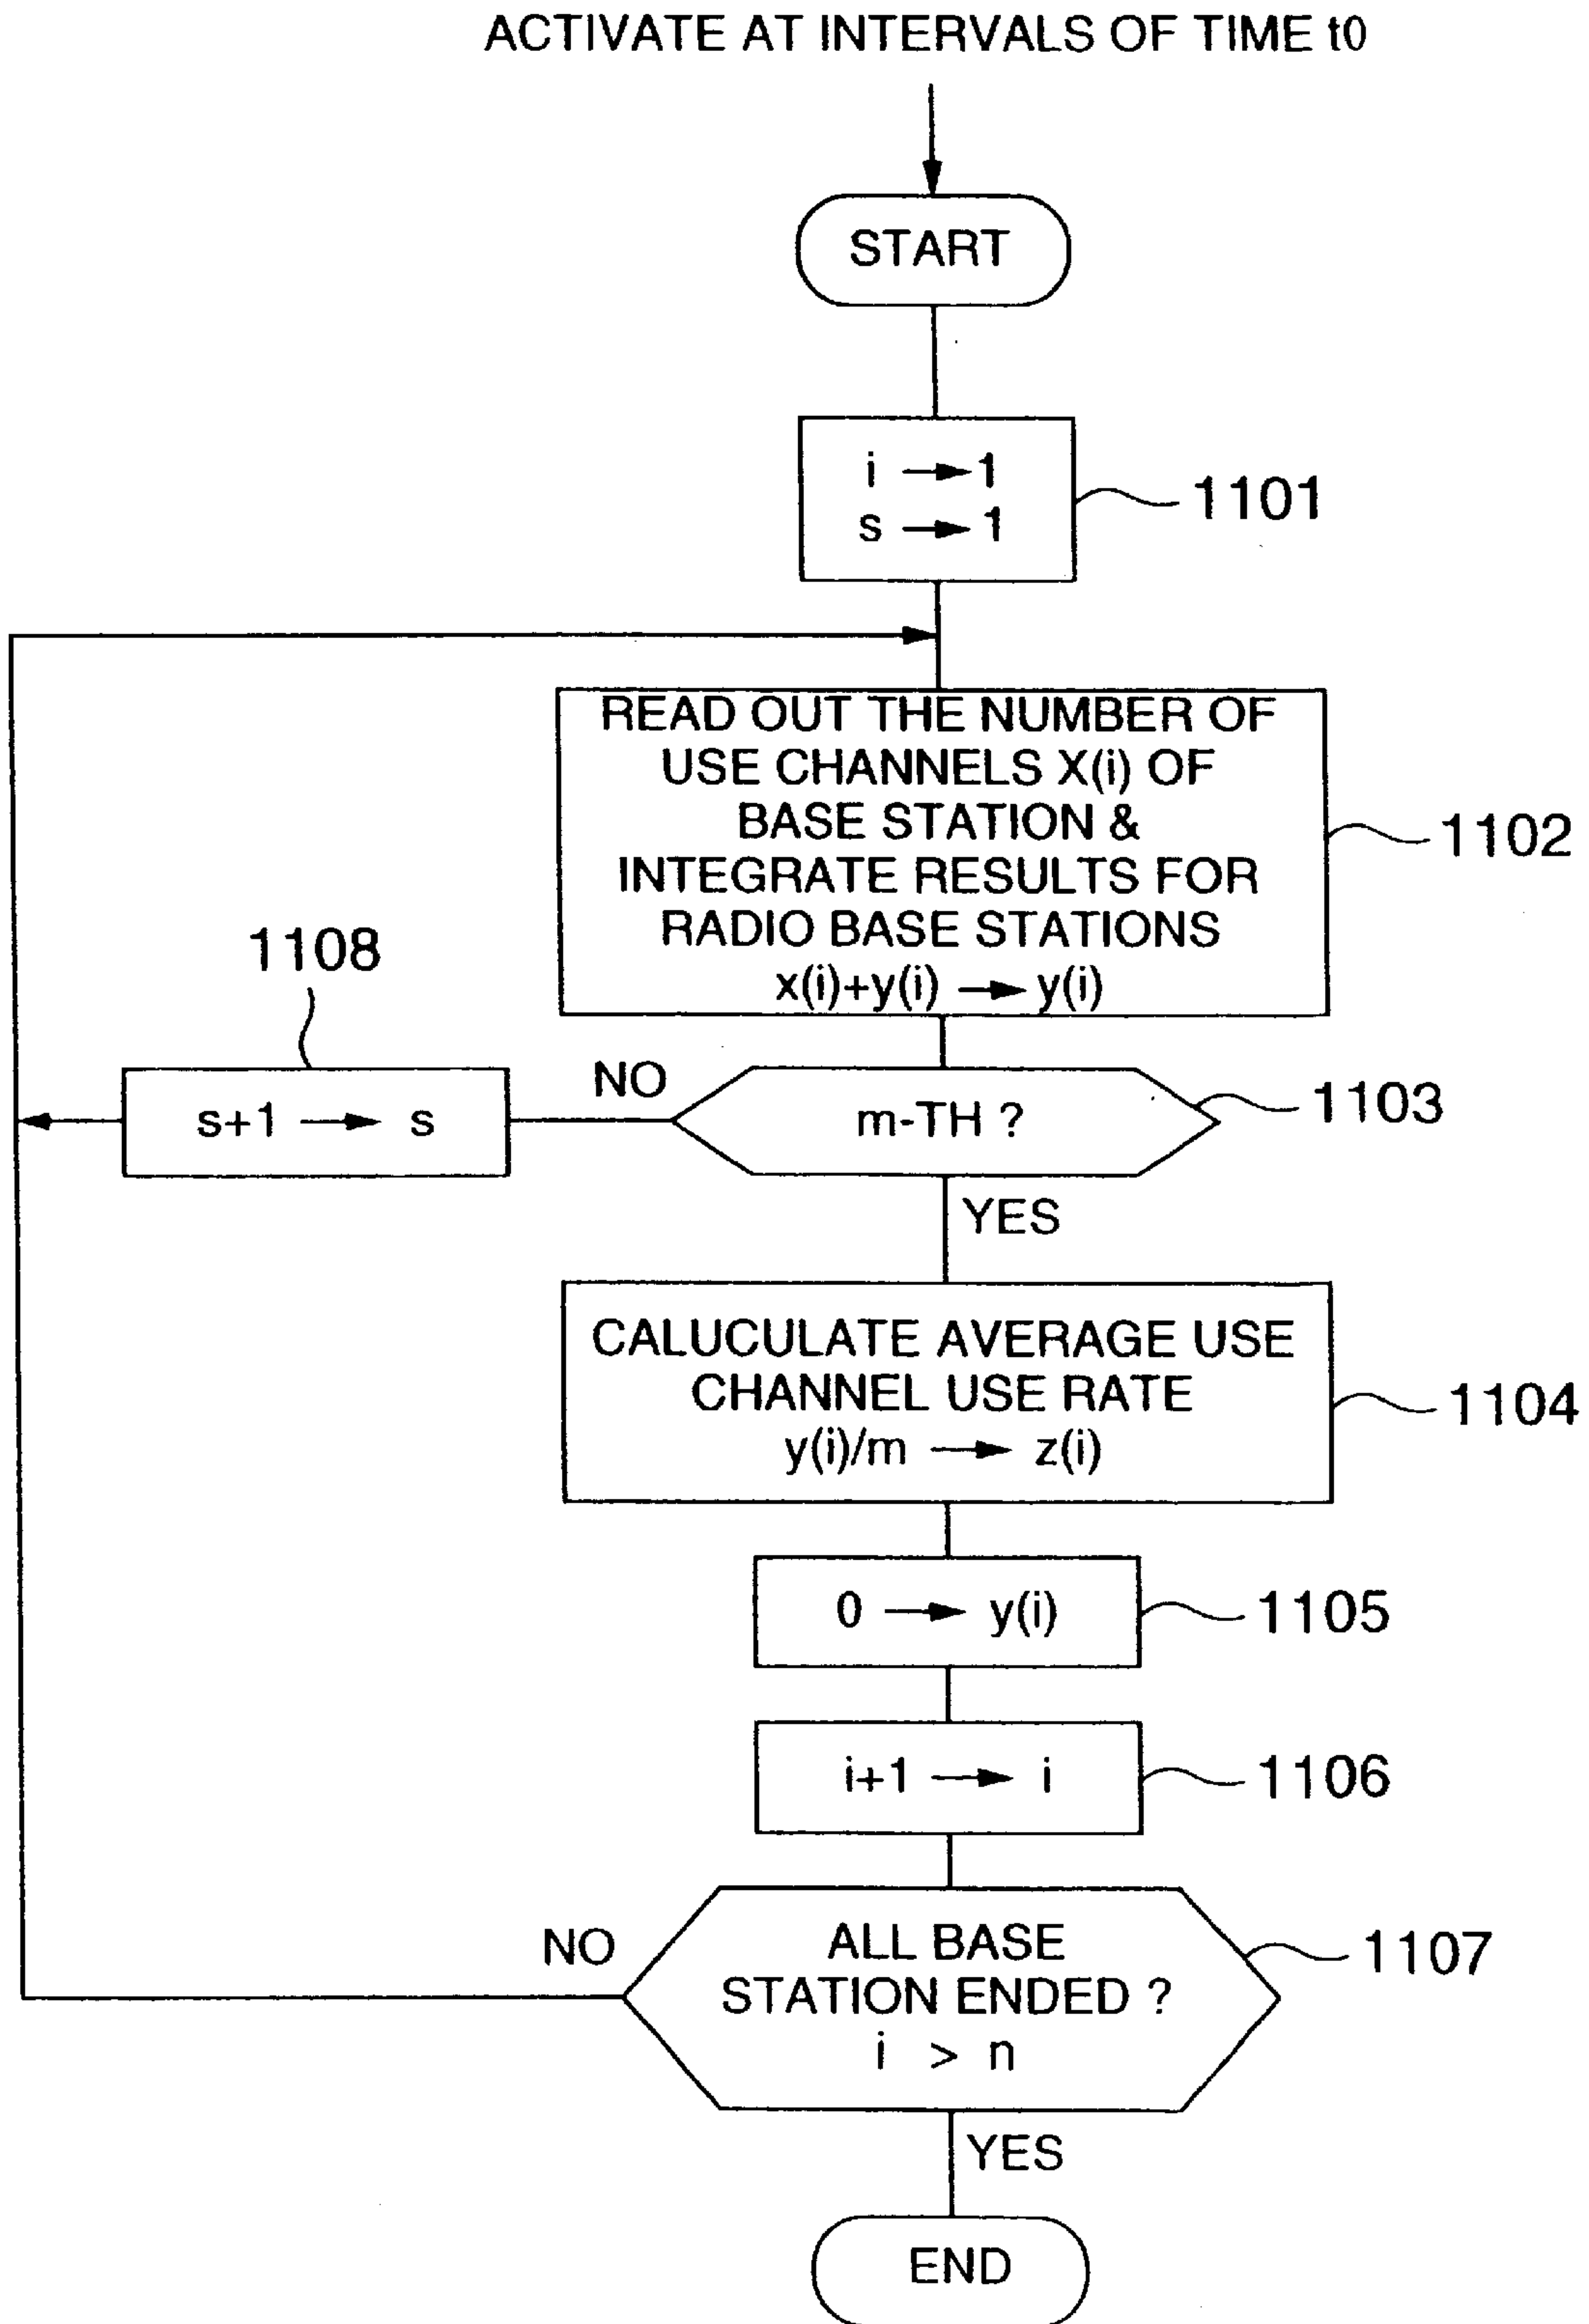 ACTIVATE AT INTERVALS OF TIME t0
START
i → 1
s → 1
1101
READ OUT THE NUMBER OF
USE CHANNELS X(i) OF
BASE STATION &
INTEGRATE RESULTS FOR
RADIO BASE STATIONS
x(i)+y(i) → y(i)
1102
1108
s+1 → s
NO
m-TH ?
1103
YES
CALUCULATE AVERAGE USE
CHANNEL USE RATE
y(i)/m → z(i)
1104
0 → y(i)
1105
i+1 → i
1106
NO
ALL BASE
STATION ENDED ?
i > n
1107
YES
END